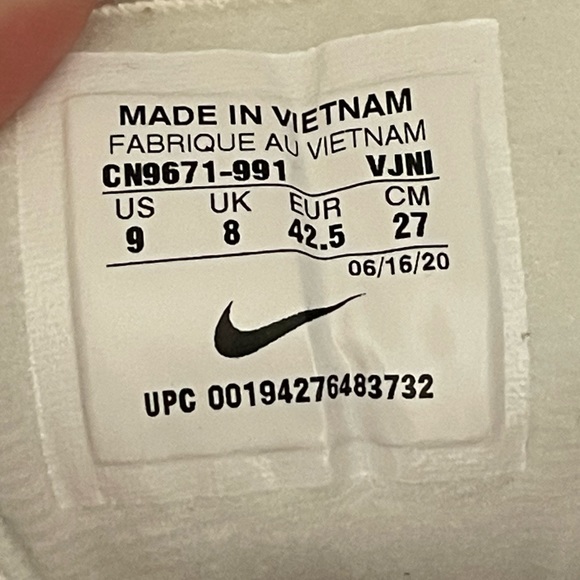 MADE IN VIETNAM
FABRIQUE AU VIETNAM
CN9671-991 VJNI
US UK EUR CM
9 8 42.5 27
06/16/20
UPC 00194276483732